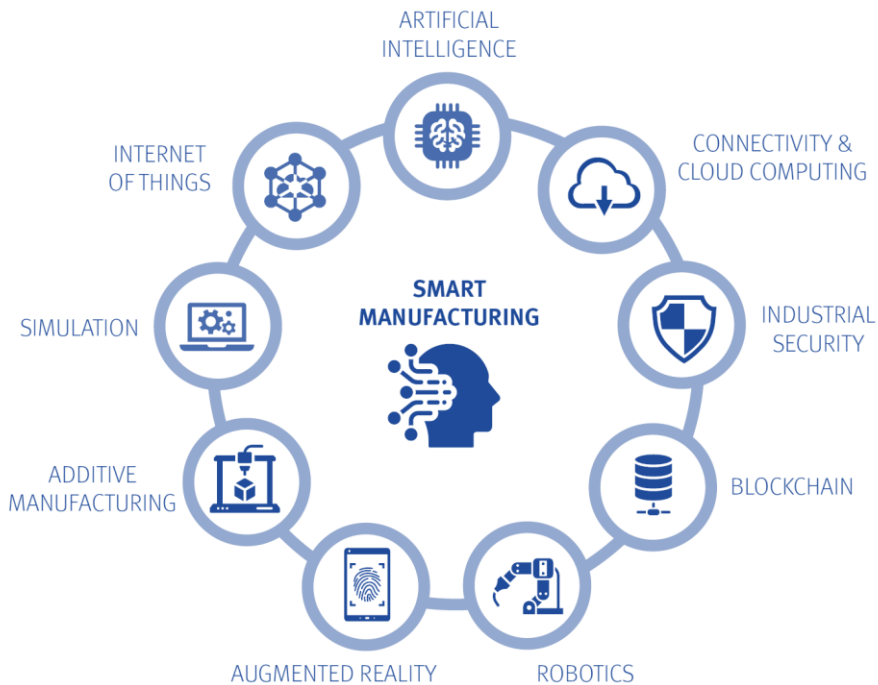 ARTIFICIAL
INTELLIGENCE
CONNECTIVITY &
CLOUD COMPUTING
INDUSTRIAL
SECURITY
BLOCKCHAIN
ROBOTICS
AUGMENTED REALITY
ADDITIVE
MANUFACTURING
SIMULATION
INTERNET
OF THINGS
SMART
MANUFACTURING